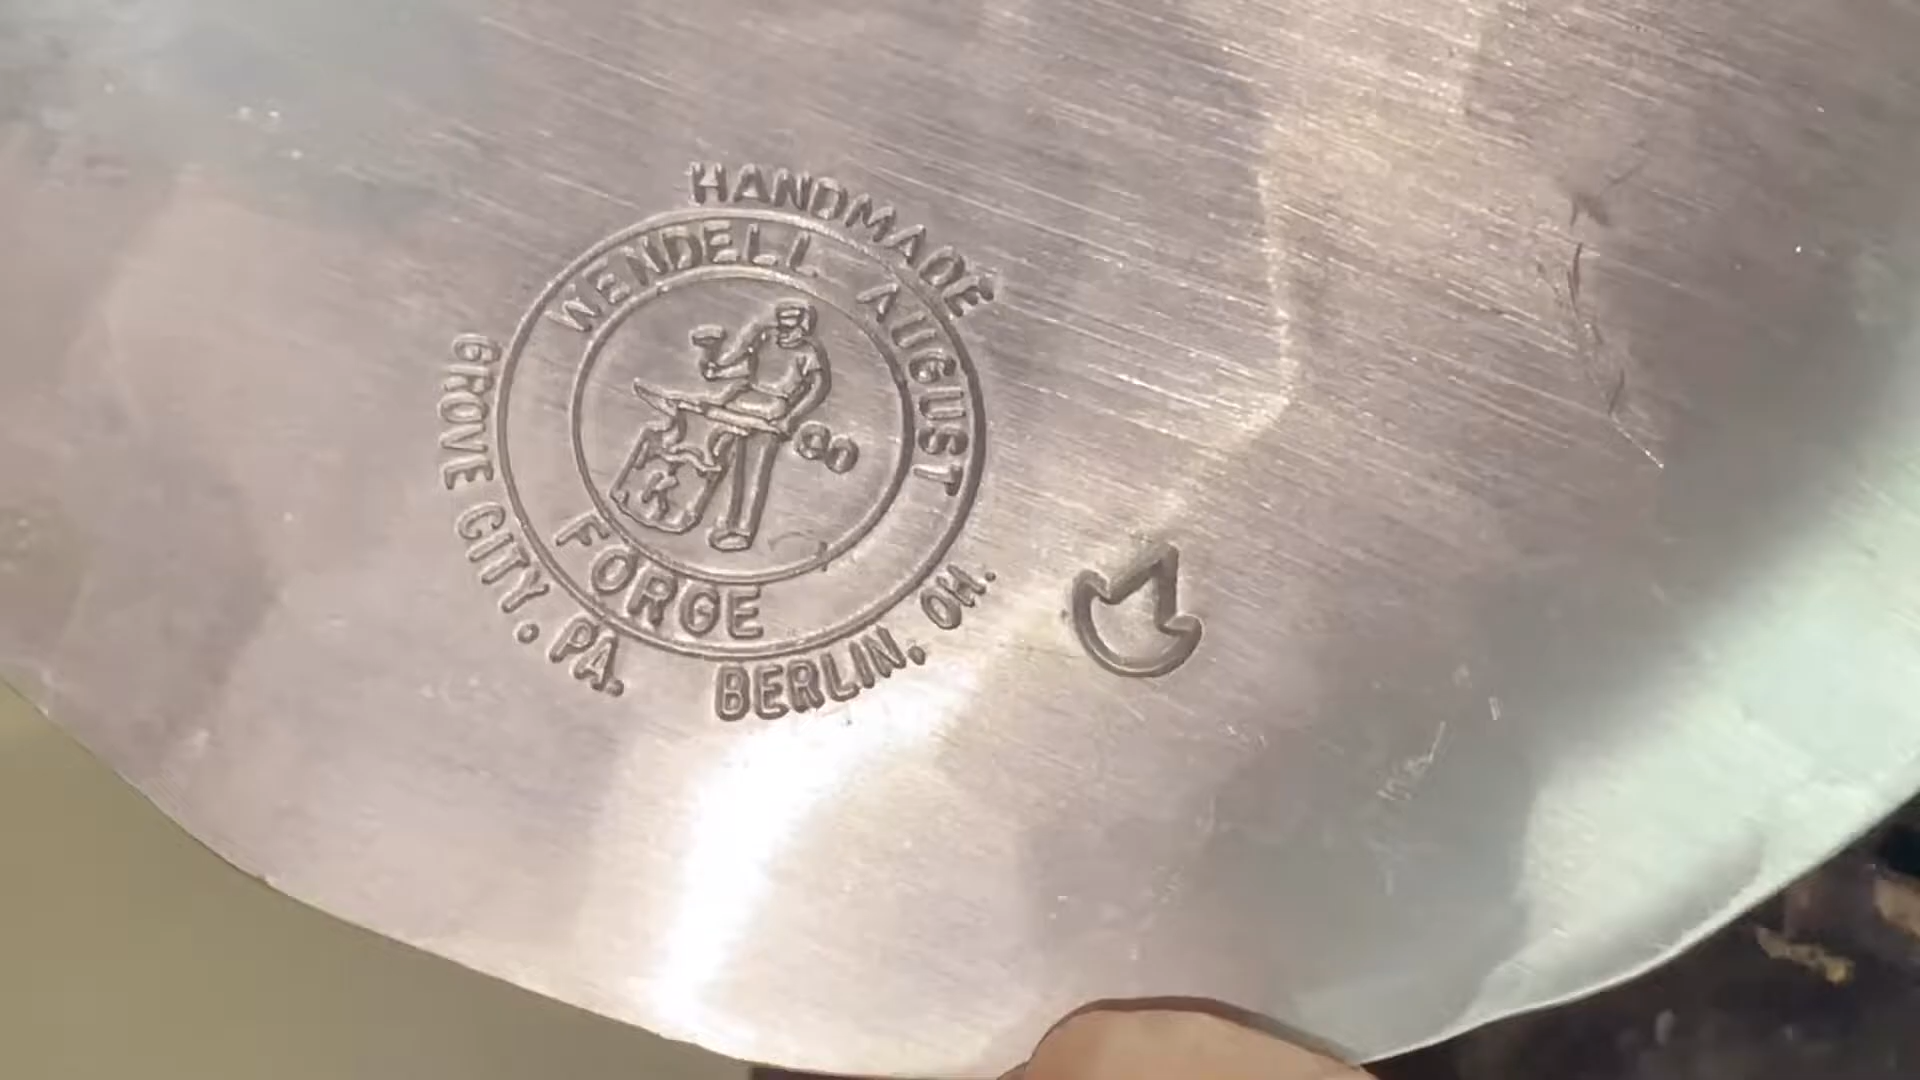 HANDMADE
WENDELL AUGUST
FORGE
K
GROVE CITY, PA.
BERLIN, OH.